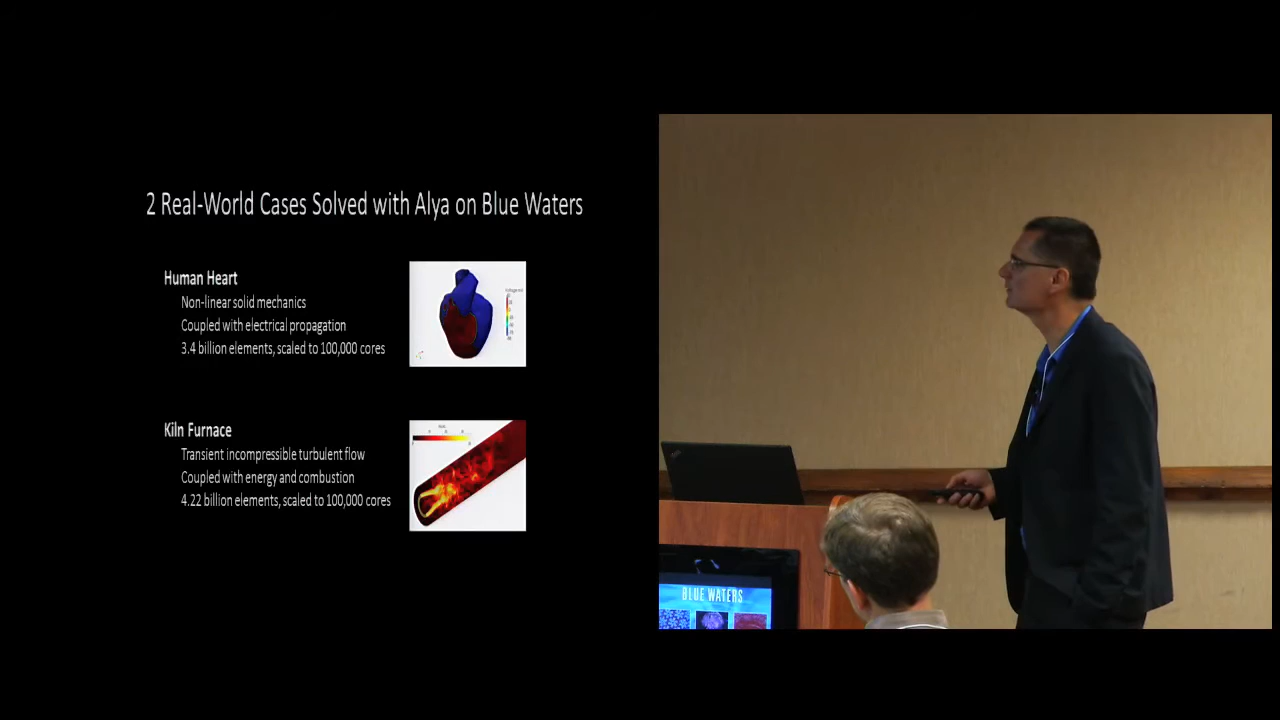 2 Real-World Cases Solved with Alya on Blue Waters
Human Heart
Non-linear solid mechanics
Coupled with electrical propagation
3.4 billion elements, scaled to 100,000 cores
Kiln Furnace
Transient incompressible turbulent flow
Coupled with energy and combustion
4.22 billion elements, scaled to 100,000 cores
BLUE WATERS